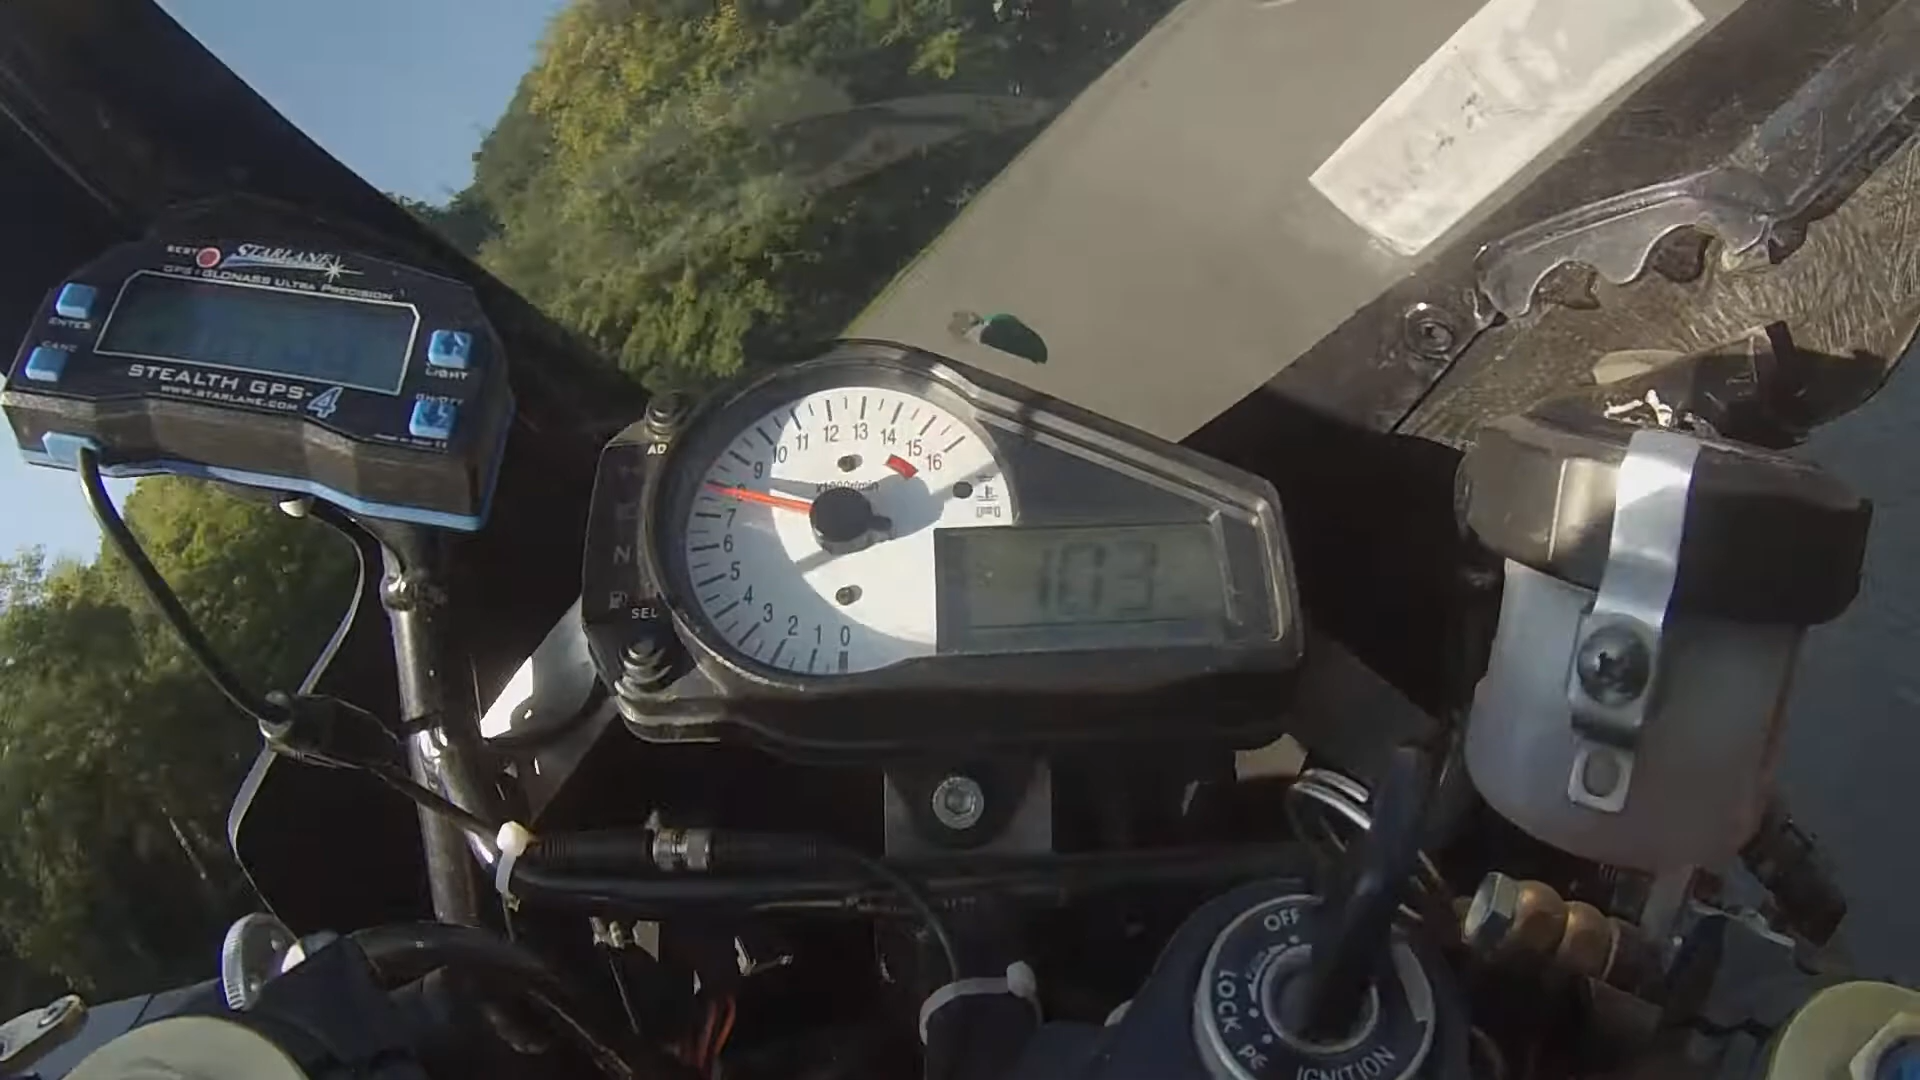 STARLANE
GPS+GLONASS ULTRA PRECISION
ENTER
LIGHT
ON/OFF
STEALTH GPS-4
WWW.STARLANE.COM
AD
N
SEL
0
1
2
3
4
5
6
7
8
9
10
11
12
13
14
15
16
x1000r/min
103
OFF
LOCK
IGNITION